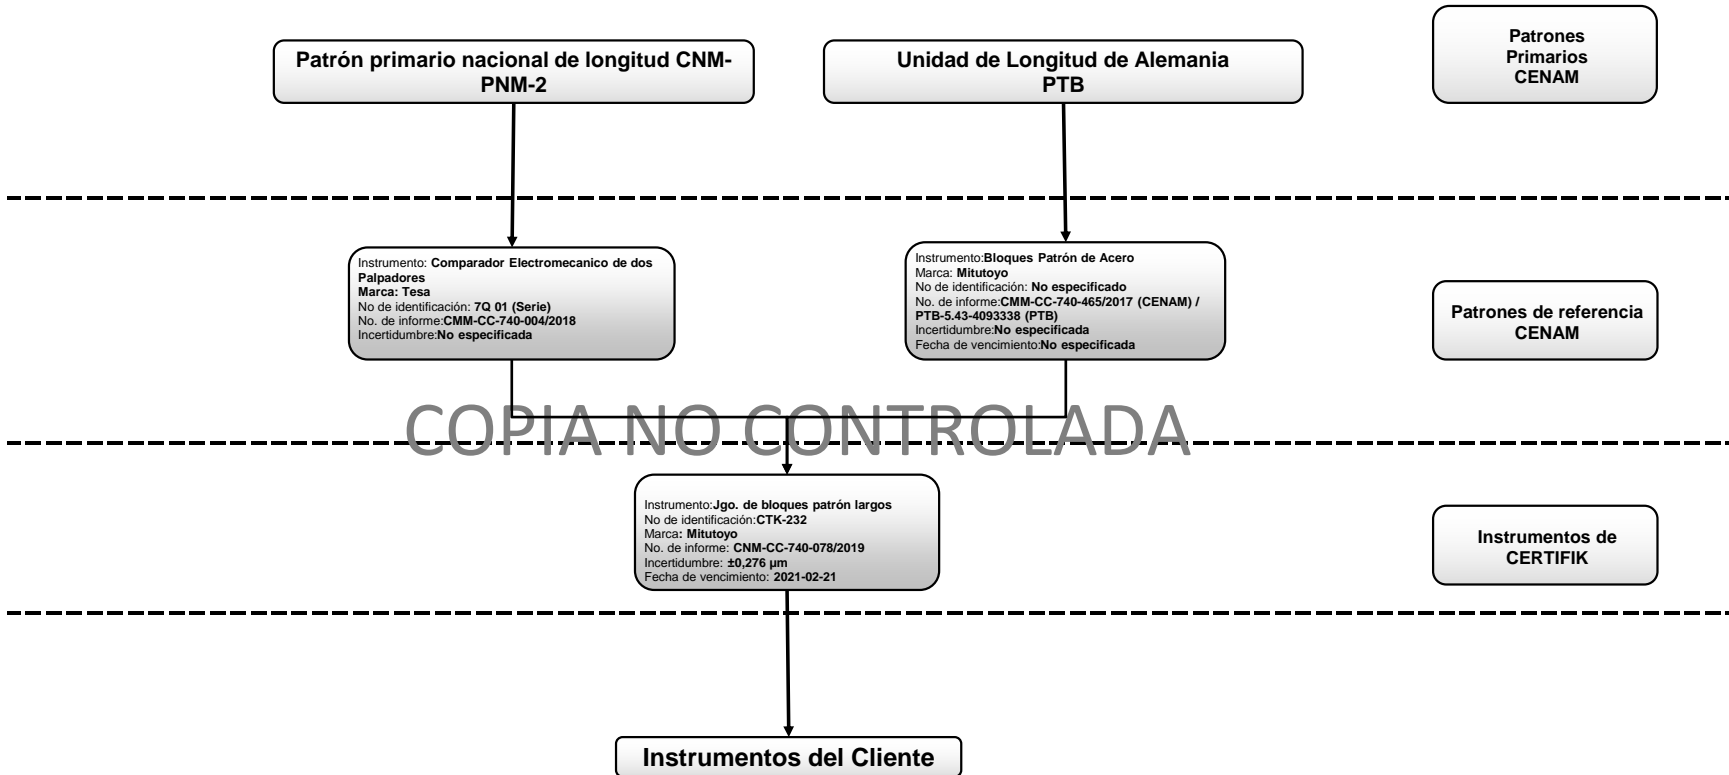 Patrón primario nacional de longitud CNM-
PNM-2
Unidad de Longitud de Alemania
PTB
Patrones
Primarios
CENAM
Instrumento: Comparador Electromecanico de dos
Palpadores
Marca: Tesa
No de identificación: 7Q 01 (Serie)
No. de informe:CMM-CC-740-004/2018
Incertidumbre:No especificada
Instrumento:Bloques Patrón de Acero
Marca: Mitutoyo
No de identificación: No especificado
No. de informe:CMM-CC-740-465/2017 (CENAM) /
PTB-5.43-4093338 (PTB)
Incertidumbre:No especificada
Fecha de vencimiento:No especificada
Patrones de referencia
CENAM
COPIA NO CONTROLADA
Instrumento:Jgo. de bloques patrón largos
No de identificación:CTK-232
Marca: Mitutoyo
No. de informe: CNM-CC-740-078/2019
Incertidumbre: ±0,276 µm
Fecha de vencimiento: 2021-02-21
Instrumentos de
CERTIFIK
Instrumentos del Cliente